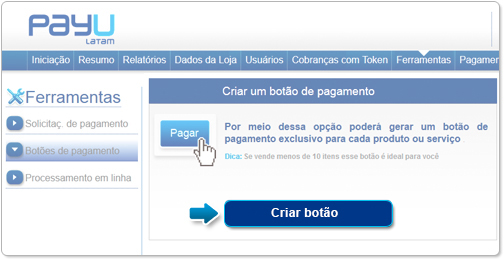 PayU
LATAM
Iniciação Resumo Relatórios Dados da Loja Usuários Cobranças com Token Ferramentas Pagamen
Ferramentas
Solicitaç. de pagamento
Botões de pagamento
Processamento em linha
Criar um botão de pagamento
Pagar
Por meio dessa opção poderá gerar um botão de
pagamento exclusivo para cada produto ou serviço
Dica: Se vende menos de 10 itens esse botão é ideal para você
Criar botão